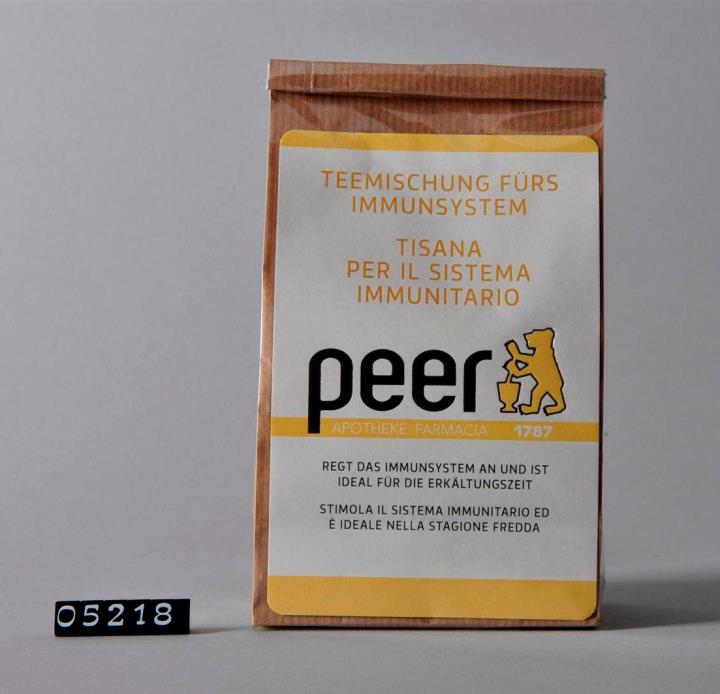 TEEMISCHUNG FÜRS
IMMUNSYSTEM
TISANA
PER IL SISTEMA
IMMUNITARIO
peer
APOTHEKE FARMACIA 1787
REGT DAS IMMUNSYSTEM AN UND IST
IDEAL FÜR DIE ERKÄLTUNGSZEIT
STIMOLA IL SISTEMA IMMUNITARIO ED
È IDEALE NELLA STAGIONE FREDDA
05218